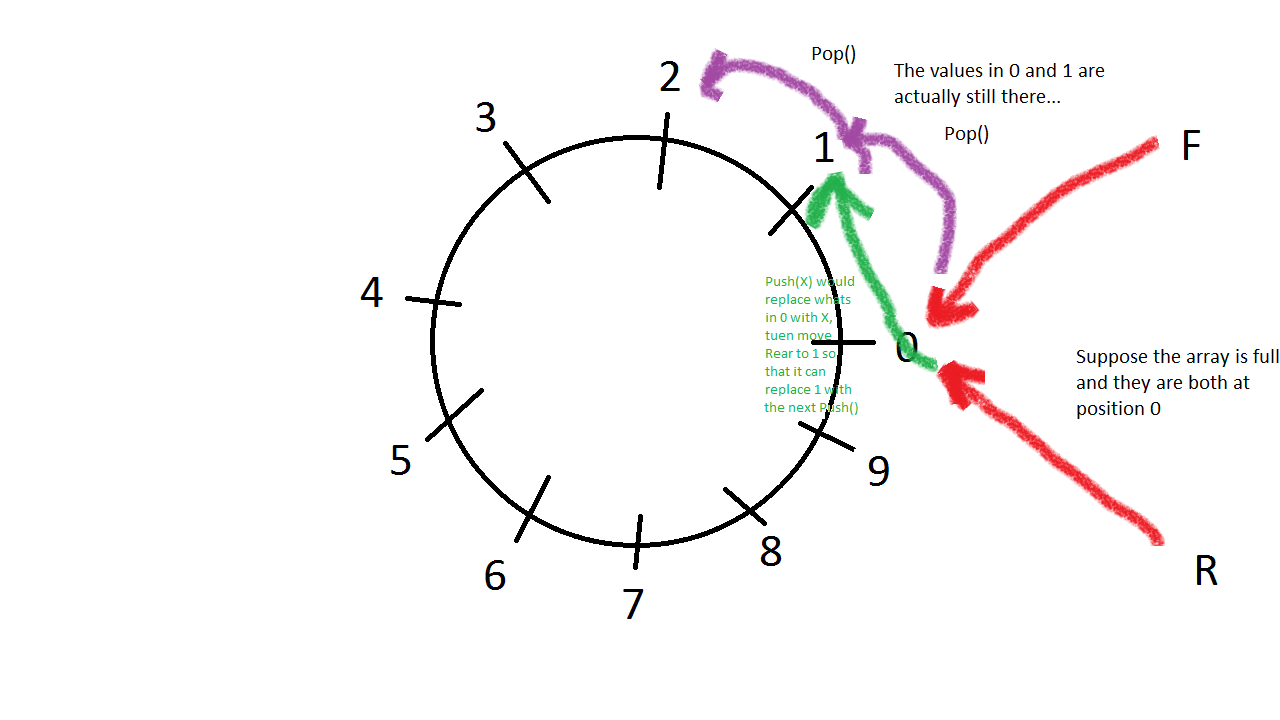 Pop()
The values in 0 and 1 are
actually still there...
2
3
Pop()
1
F
Push(X) would
replace whats
in 0 with X,
tuen move
Rear to 1 so
that it can
replace 1 with
the next Push()
4
0
Suppose the array is full
and they are both at
position 0
5
9
6
8
7
R